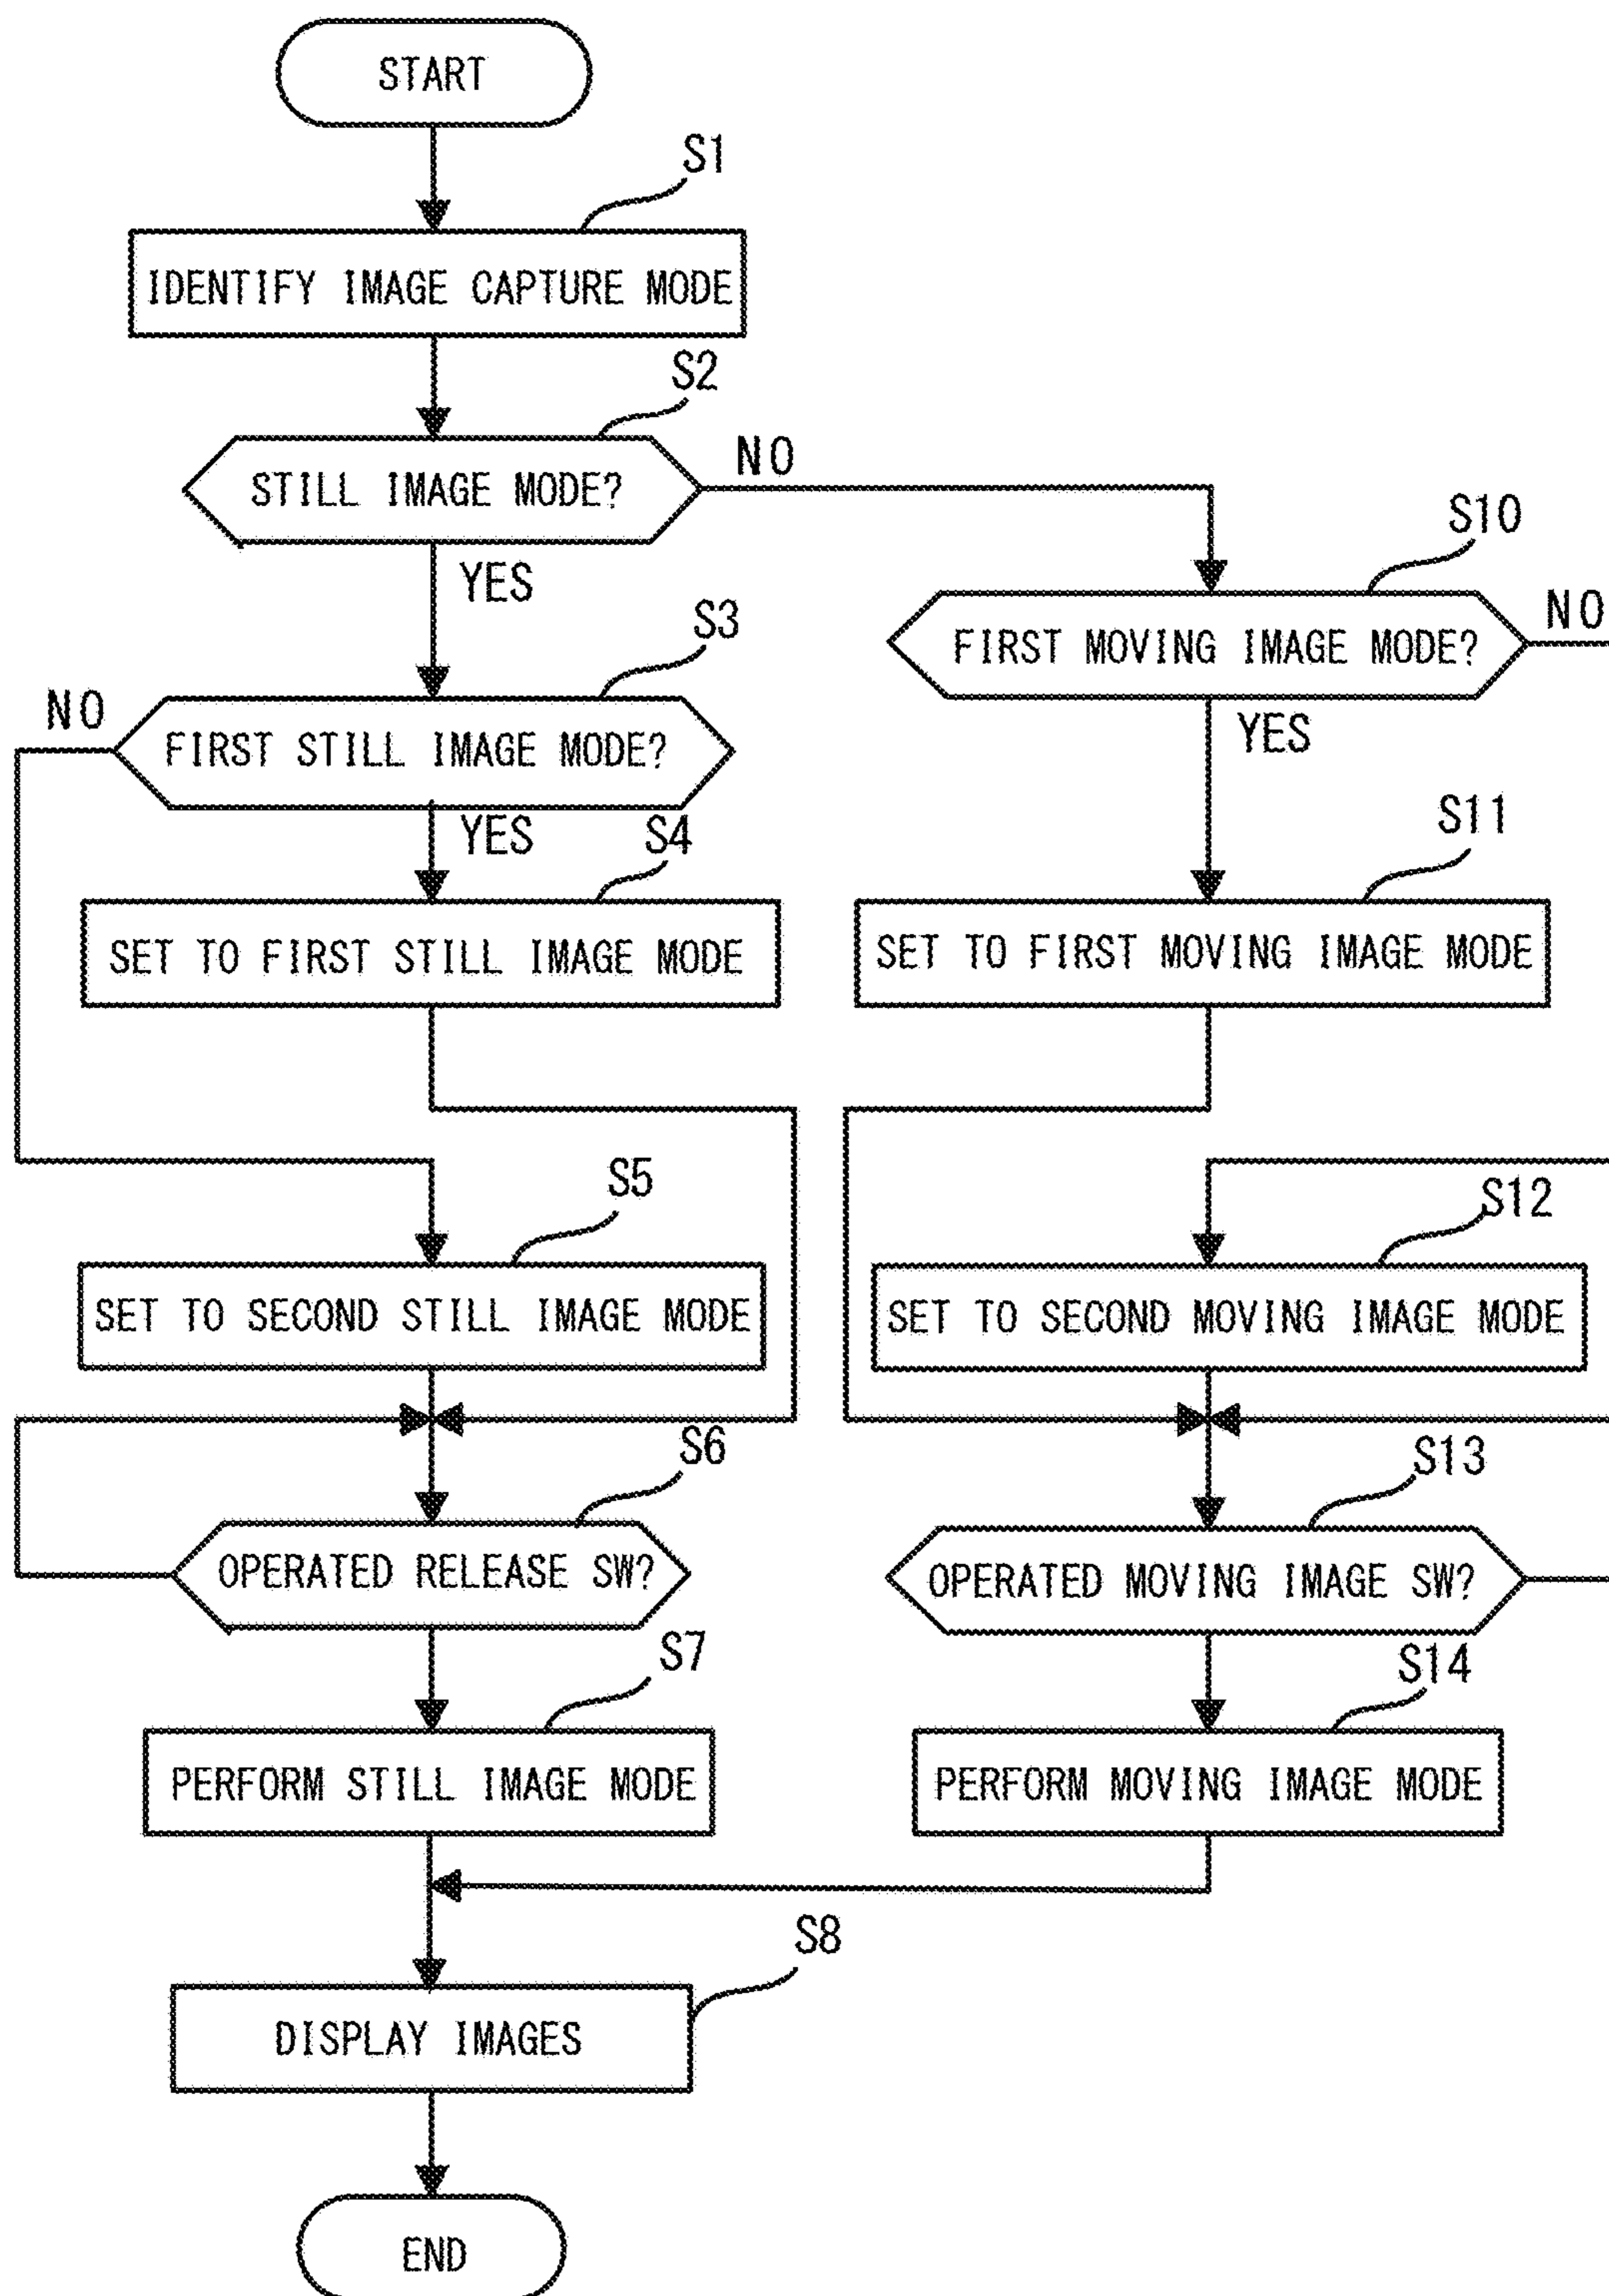 START
S1
IDENTIFY IMAGE CAPTURE MODE
S2
STILL IMAGE MODE?
NO
YES
S10
FIRST MOVING IMAGE MODE?
NO
YES
S3
NO
FIRST STILL IMAGE MODE?
YES
S4
SET TO FIRST STILL IMAGE MODE
S11
SET TO FIRST MOVING IMAGE MODE
S5
SET TO SECOND STILL IMAGE MODE
S12
SET TO SECOND MOVING IMAGE MODE
S6
OPERATED RELEASE SW?
S13
OPERATED MOVING IMAGE SW?
S7
PERFORM STILL IMAGE MODE
S14
PERFORM MOVING IMAGE MODE
S8
DISPLAY IMAGES
END